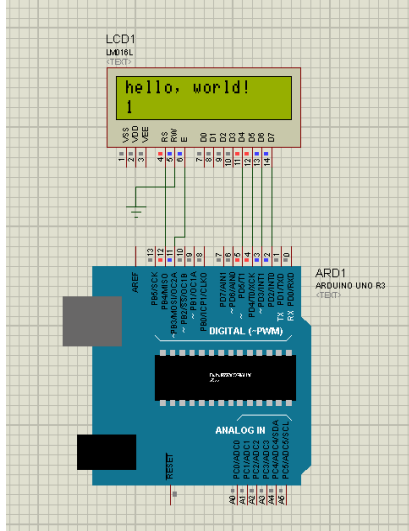 LCD1
LM016L
<TEXT>
hello, world!
1
VSS
VDD
VEE
RS
RW
E
D0
D1
D2
D3
D4
D5
D6
D7
1
2
3
4
5
6
7
8
9
10
11
12
13
14
13
12
11
10
9
8
7
6
5
4
3
2
1
0
AREF
PB5/SCK
PB4/MISO
~PB3/MOSI/OC2A
~ PB2/SS/OC1B
~ PB1/OC1A
PB0/ICP1/CLKO
PD7/AIN1
~ PD6/AIN0
~ PD5/T1
PD4/T0/XCK
~ PD3/INT1
PD2/INT0
TX PD1/TXD
RX PD0/RXD
ARD1
ARDUINO UNO R3
<TEXT>
DIGITAL (~PWM)
ANALOG IN
RESET
PC0/ADC0
PC1/ADC1
PC2/ADC2
PC3/ADC3
PC4/ADC4/SDA
PC5/ADC5/SCL
A0
A1
A2
A3
A4
A5